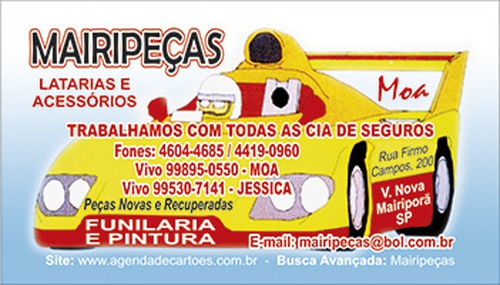 MAIRIPEÇAS
LATARIAS E
ACESSÓRIOS
Moa
TRABALHAMOS COM TODAS AS CIA DE SEGUROS
Fones: 4604-4685 / 4419-0960
Vivo 99895-0550 - MOA
Vivo 99530-7141 - JESSICA
Peças Novas e Recuperadas
Rua Firmo
Campos, 200
V. Nova
Mairiporã
SP
FUNILARIA
E PINTURA
E-mail: mairipecas@bol.com.br
Site: www.agendadecartoes.com.br - Busca Avançada: Mairipeças